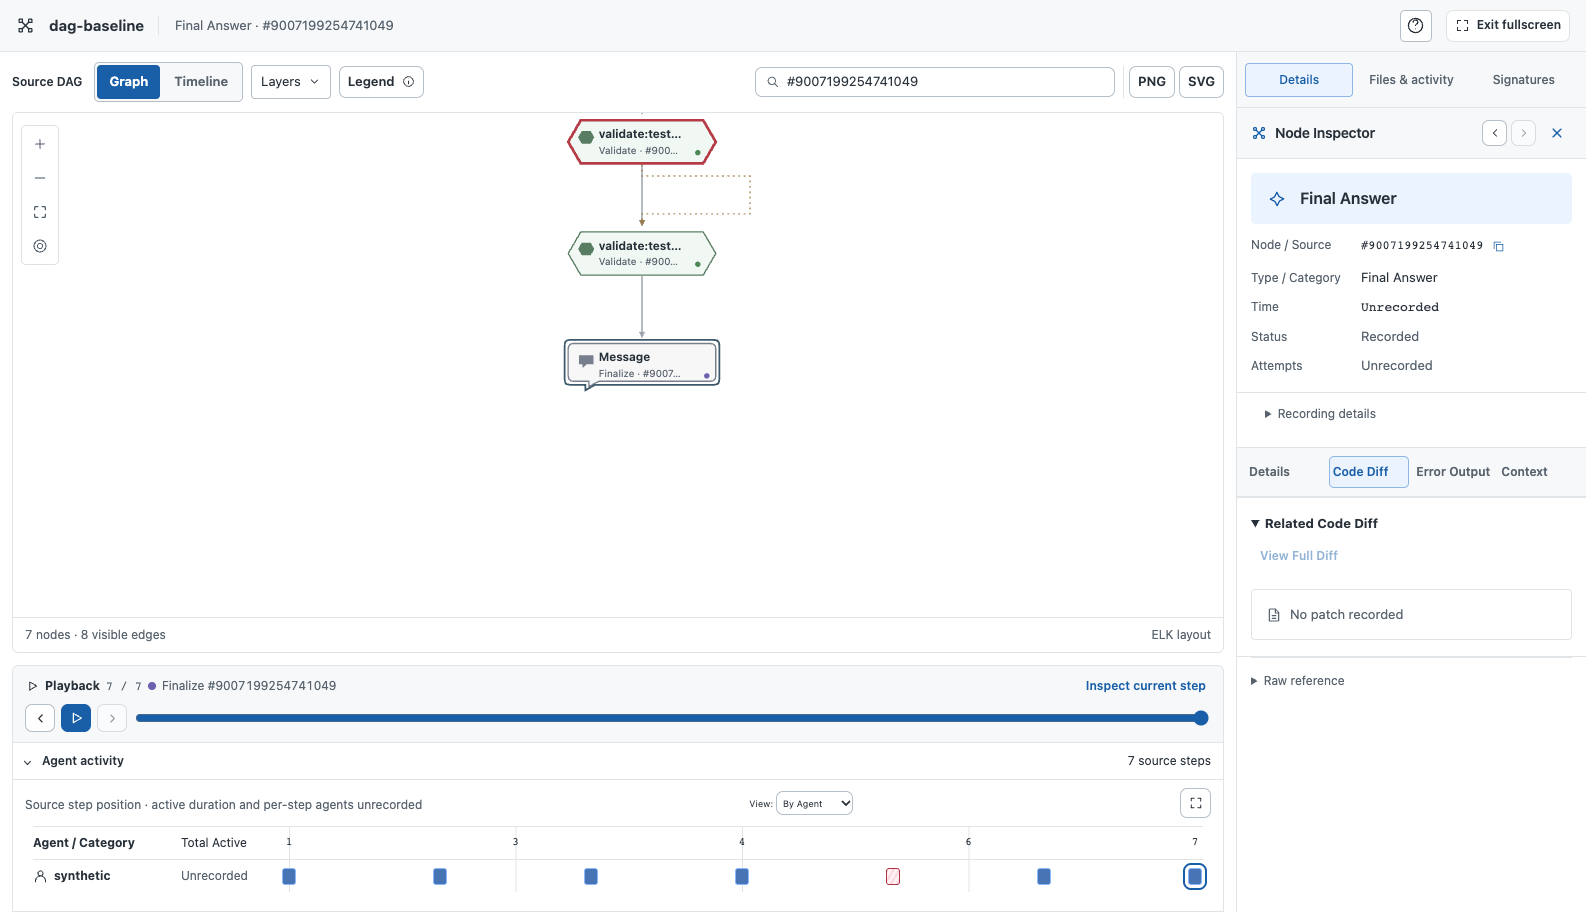 dag-baseline Final Answer · #9007199254741049 Exit fullscreen
Source DAG Graph Timeline Layers Legend #9007199254741049 PNG SVG
Details Files & activity Signatures
validate:test...
Validate · #900...
validate:test...
Validate · #900...
Message
Finalize · #9007...
7 nodes · 8 visible edges ELK layout
Playback 7 / 7 Finalize #9007199254741049 Inspect current step
Agent activity 7 source steps
Source step position · active duration and per-step agents unrecorded View: By Agent
Agent / Category Total Active 1 3 4 6 7
synthetic Unrecorded
Node Inspector
Final Answer
Node / Source #9007199254741049
Type / Category Final Answer
Time Unrecorded
Status Recorded
Attempts Unrecorded
Recording details
Details Code Diff Error Output Context
Related Code Diff
View Full Diff
No patch recorded
Raw reference